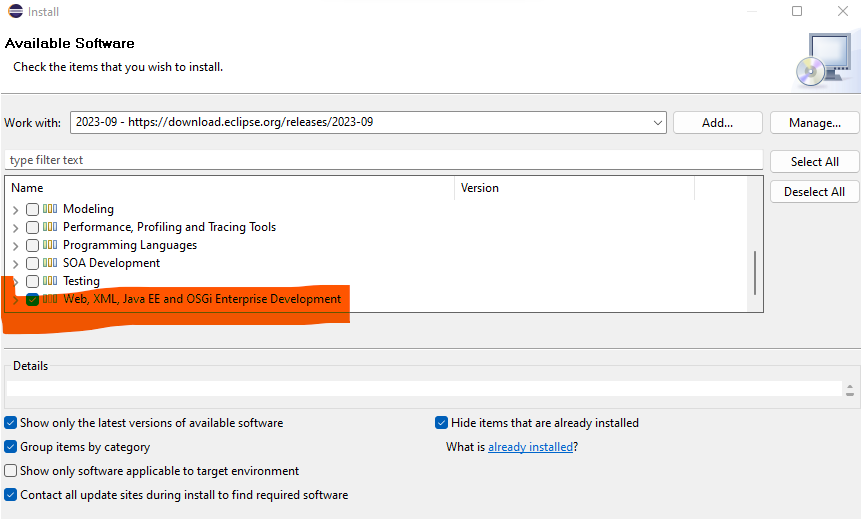 Install
Available Software
Check the items that you wish to install.
Work with: 2023-09 - https://download.eclipse.org/releases/2023-09 Add... Manage...
type filter text Select All
Name Version Deselect All
Modeling
Performance, Profiling and Tracing Tools
Programming Languages
SOA Development
Testing
Web, XML, Java EE and OSGi Enterprise Development
Details
Show only the latest versions of available software Hide items that are already installed
Group items by category What is already installed?
Show only software applicable to target environment
Contact all update sites during install to find required software